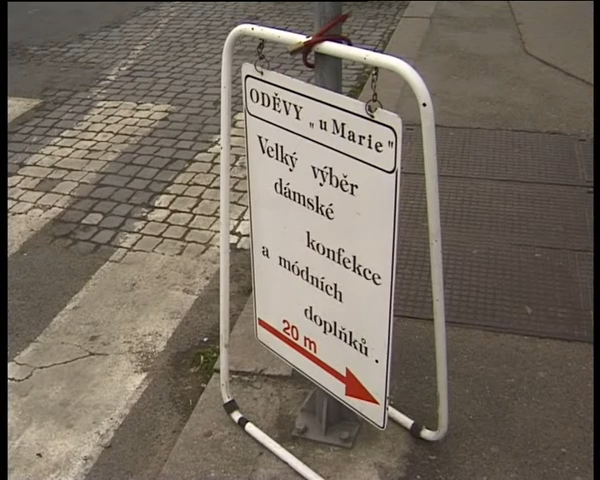 ODĚVY „u Marie"
Velký výběr
dámské
konfekce
a módních
doplňků.
20 m